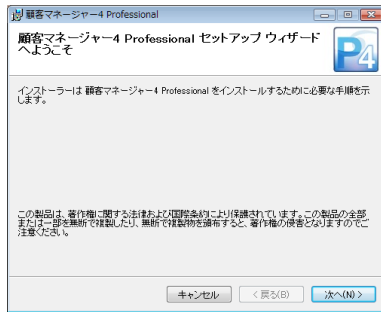 顧客マネージャー4 Professional
顧客マネージャー4 Professional セットアップ ウィザード
へようこそ
P4
インストーラーは 顧客マネージャー4 Professional をインストールするために必要な手順を示
します。
この製品は、著作権に関する法律および国際条約により保護されています。この製品の全部
または一部を無断で複製したり、無断で複製物を頒布すると、著作権の侵害となりますのでご
注意ください。
キャンセル
< 戻る(B)
次へ(N) >